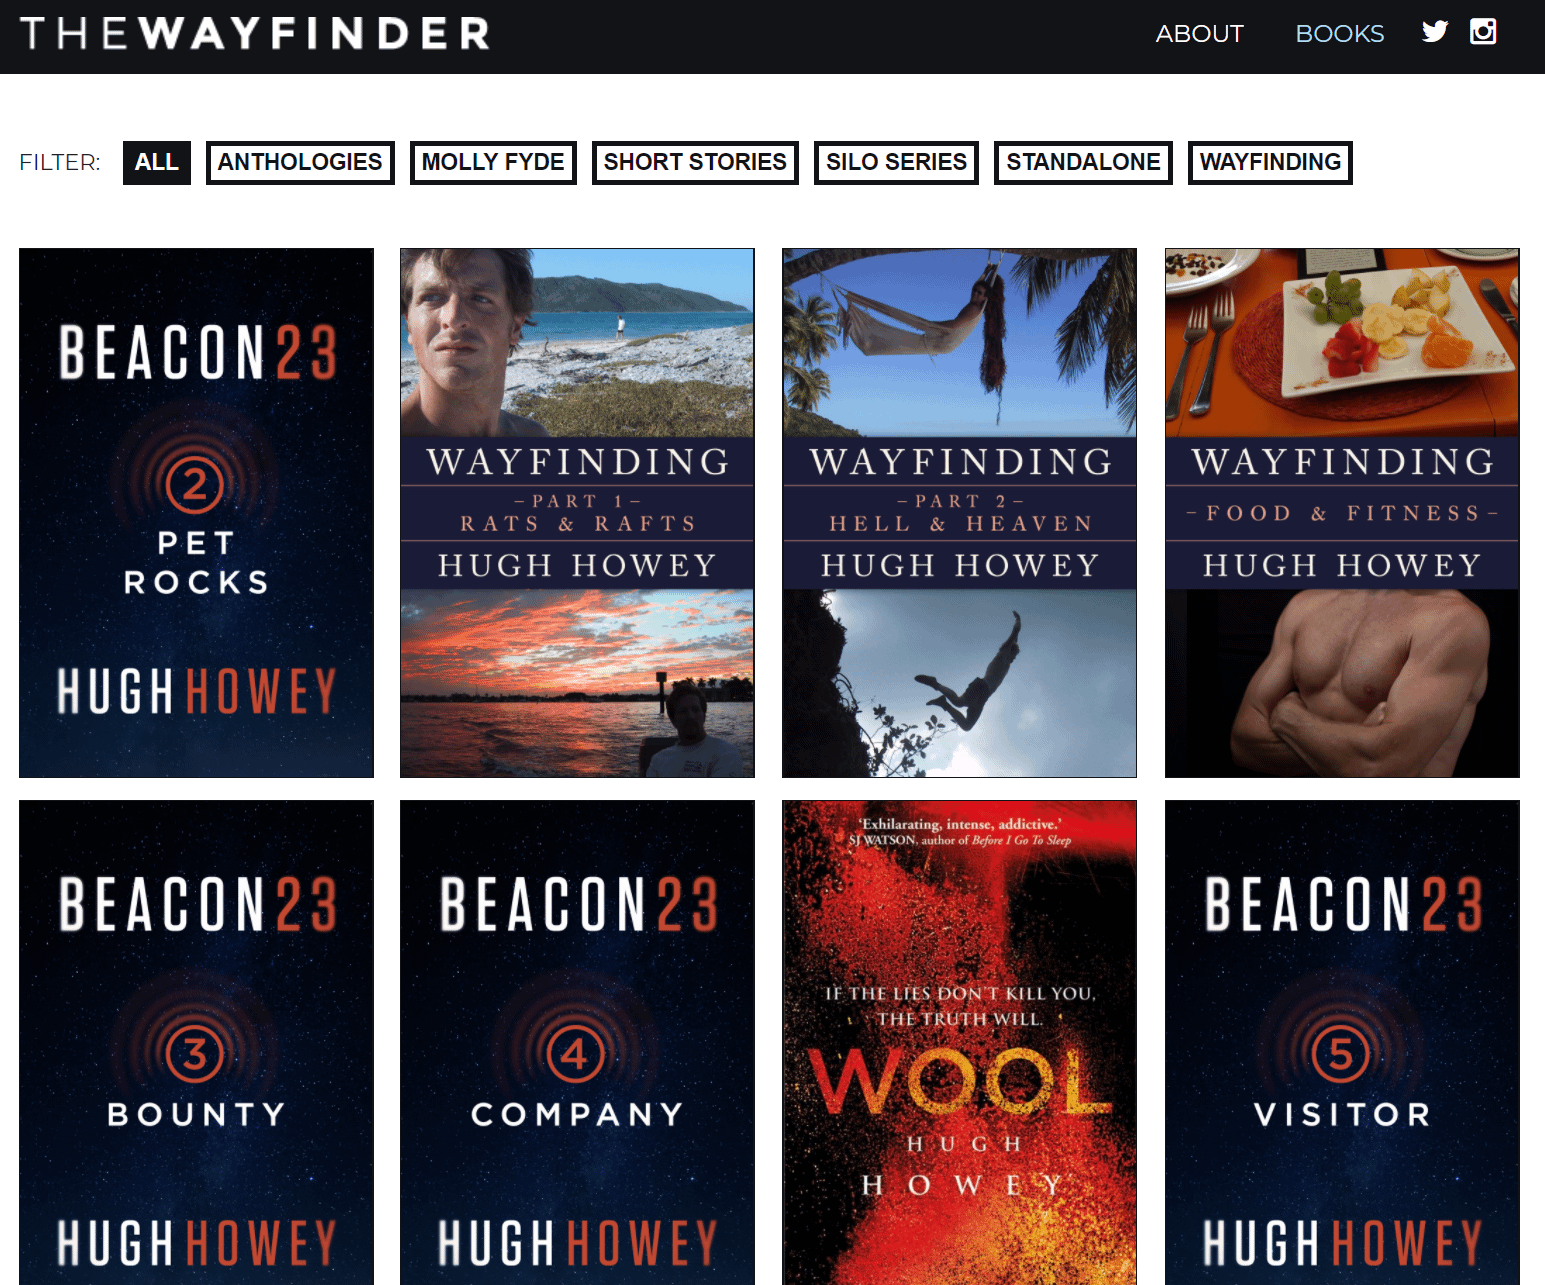 THEWAYFINDER
ABOUT
BOOKS
FILTER:
ALL
ANTHOLOGIES
MOLLY FYDE
SHORT STORIES
SILO SERIES
STANDALONE
WAYFINDING
BEACON 23
2
PET
ROCKS
HUGH HOWEY
WAYFINDING
–PART 1–
RATS & RAFTS
HUGH HOWEY
WAYFINDING
–PART 2–
HELL & HEAVEN
HUGH HOWEY
WAYFINDING
–FOOD & FITNESS–
HUGH HOWEY
BEACON 23
3
BOUNTY
HUGH HOWEY
BEACON 23
4
COMPANY
HUGH HOWEY
'Exhilarating, intense, addictive.'
SJ WATSON, author of Before I Go To Sleep
IF THE LIES DON'T KILL YOU,
THE TRUTH WILL.
WOOL
HUGH
HOWEY
BEACON 23
5
VISITOR
HUGH HOWEY